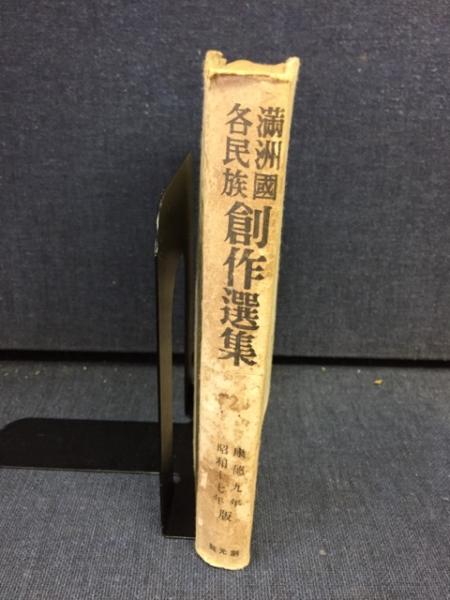 滿洲國
各民族
創作選集
2
康德九年
昭和十七年版
創元社